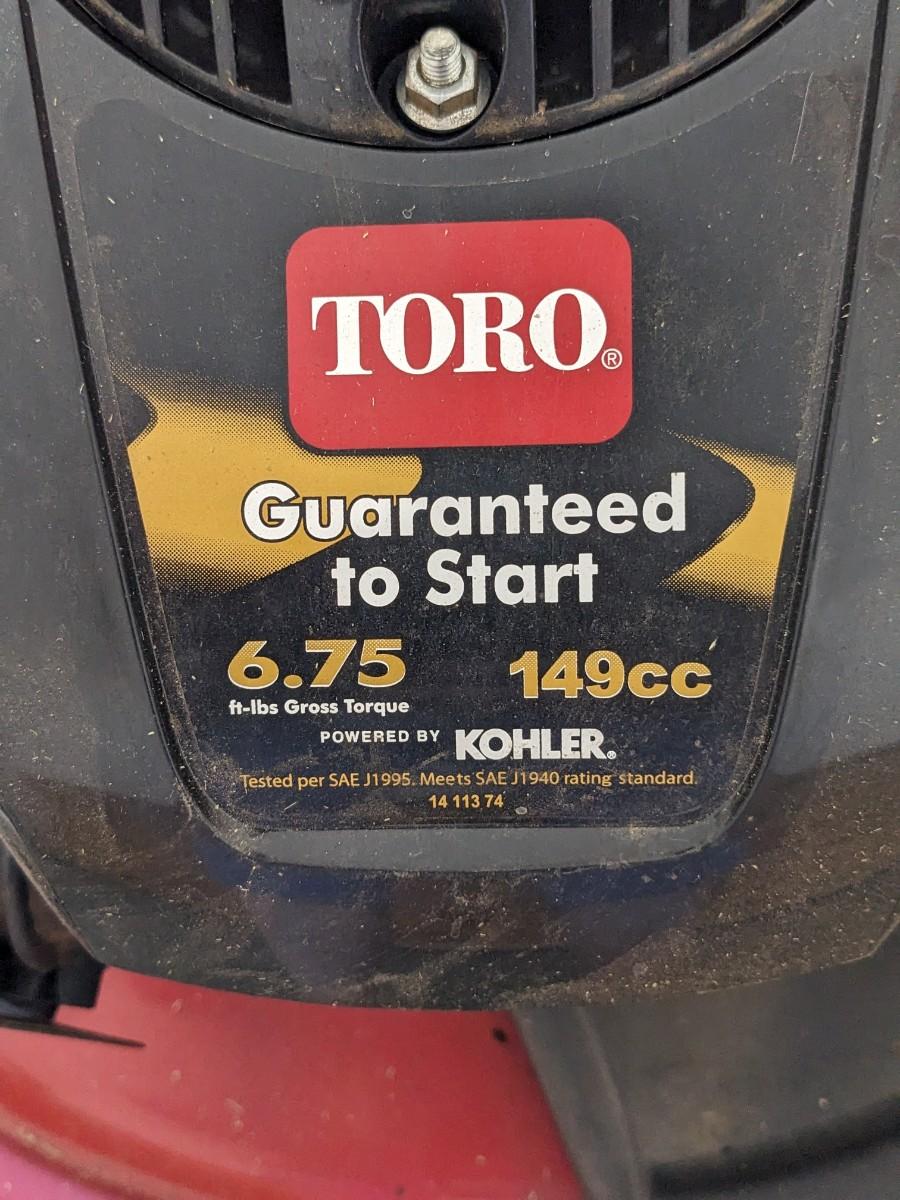 TORO®
Guaranteed
to Start
6.75 149cc
ft-lbs Gross Torque
POWERED BY KOHLER®
Tested per SAE J1995. Meets SAE J1940 rating standard.
14 113 74